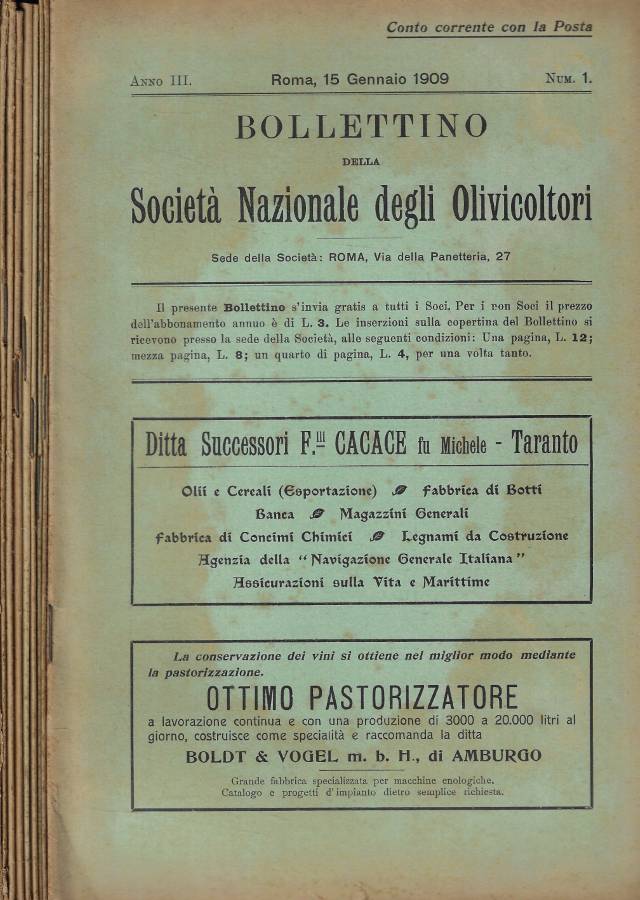 Conto corrente con la Posta
Anno III. Roma, 15 Gennaio 1909 Num. 1.
BOLLETTINO
DELLA
Società Nazionale degli Olivicoltori
Sede della Società: ROMA, Via della Panetteria, 27
Il presente Bollettino s'invia gratis a tutti i Soci. Per i non Soci il prezzo
dell'abbonamento annuo è di L. 3. Le inserzioni sulla copertina del Bollettino si
ricevono presso la sede della Società, alle seguenti condizioni: Una pagina, L. 12;
mezza pagina, L. 8; un quarto di pagina, L. 4, per una volta tanto.
Ditta Successori F.lli CACACE fu Michele - Taranto
Olii e Cereali (Esportazione) Fabbrica di Botti
Banca Magazzini Generali
Fabbrica di Concimi Chimici Legnami da Costruzione
Agenzia della "Navigazione Generale Italiana"
Assicurazioni sulla Vita e Marittime
La conservazione dei vini si ottiene nel miglior modo mediante
la pastorizzazione.
OTTIMO PASTORIZZATORE
a lavorazione continua e con una produzione di 3000 a 20.000 litri al
giorno, costruisce come specialità e raccomanda la ditta
BOLDT & VOGEL m. b. H., di AMBURGO
Grande fabbrica specializzata per macchine enologiche.
Catalogo e progetti d'impianto dietro semplice richiesta.